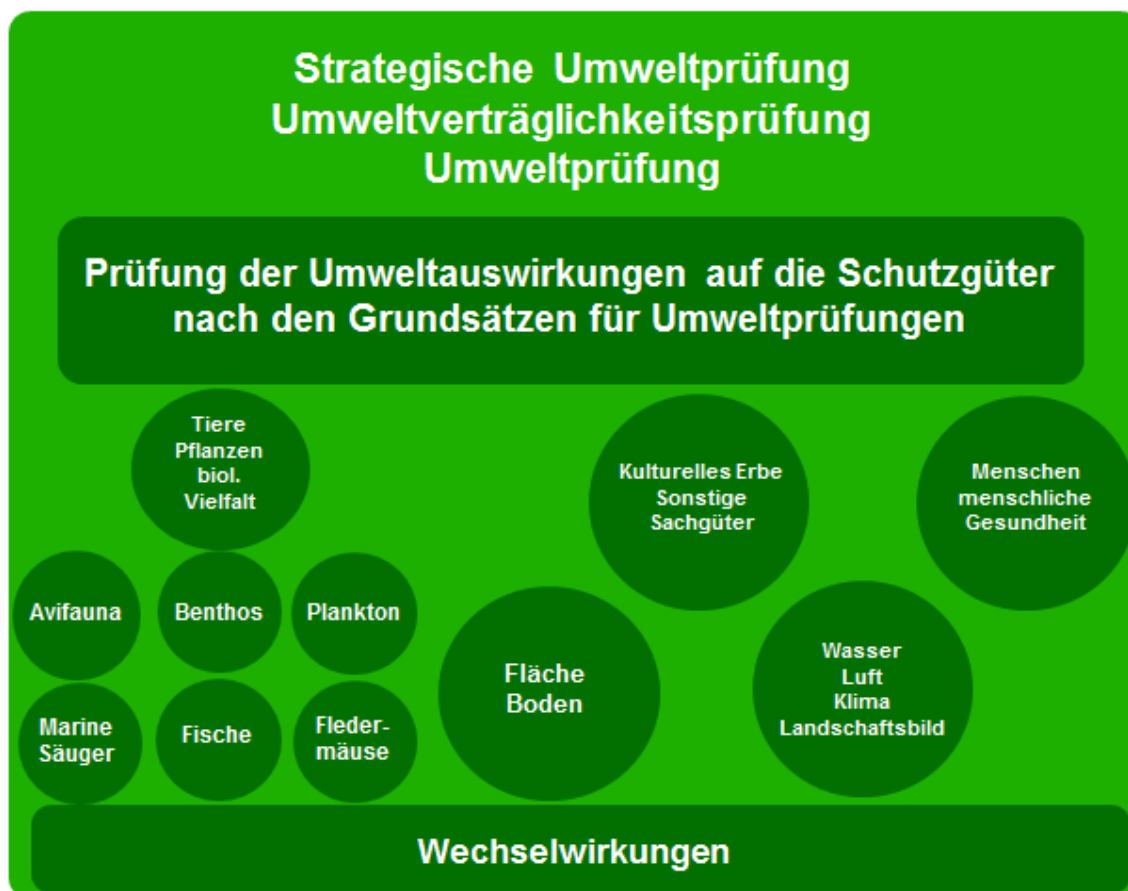 Strategische Umweltprüfung
Umweltverträglichkeitsprüfung
Umweltprüfung
Prüfung der Umweltauswirkungen auf die Schutzgüter
nach den Grundsätzen für Umweltprüfungen
Tiere
Pflanzen
biol.
Vielfalt
Kulturelles Erbe
Sonstige
Sachgüter
Menschen
menschliche
Gesundheit
Avifauna
Benthos
Plankton
Marine
Säuger
Fische
Fleder-
mäuse
Fläche
Boden
Wasser
Luft
Klima
Landschaftsbild
Wechselwirkungen